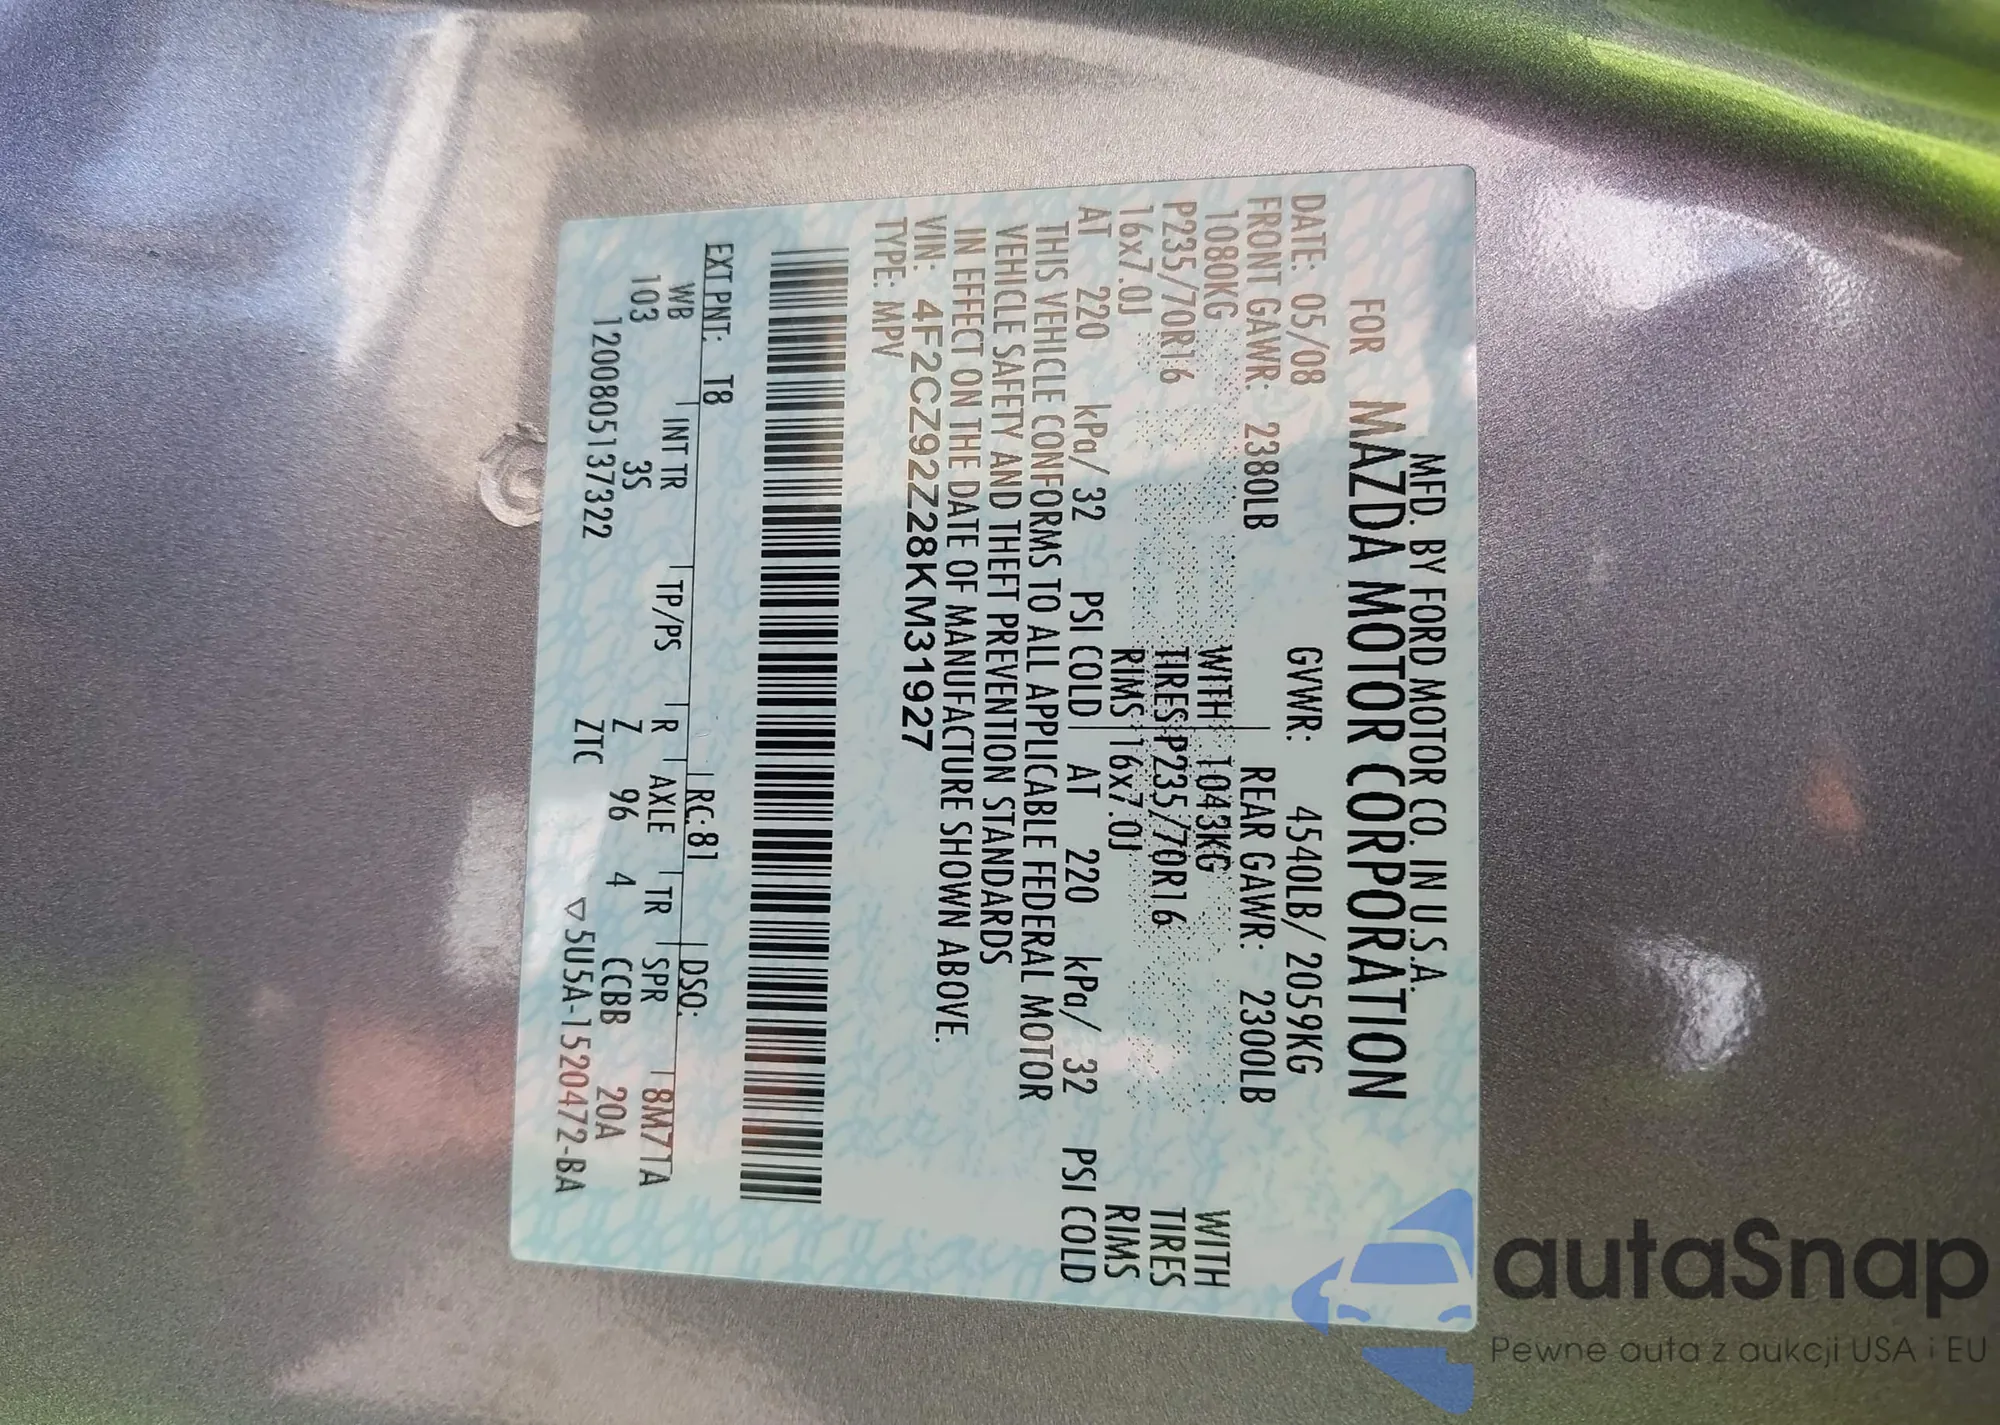 MFD. BY FORD MOTOR CO. IN U.S.A.
FOR MAZDA MOTOR CORPORATION
DATE: 05/08 GVWR: 4540LB/ 2059KG
FRONT GAWR: 2380LB REAR GAWR: 2300LB
1080KG WITH 1043KG WITH
P235/70R16 TIRES P235/70R16 TIRES
16x7.0J RIMS 16x7.0J RIMS
AT 220 kPa/ 32 PSI COLD AT 220 kPa/ 32 PSI COLD
THIS VEHICLE CONFORMS TO ALL APPLICABLE FEDERAL MOTOR
VEHICLE SAFETY AND THEFT PREVENTION STANDARDS
IN EFFECT ON THE DATE OF MANUFACTURE SHOWN ABOVE.
VIN: 4F2CZ92Z28KM31927
TYPE: MPV
EXT PNT: T8 RC:81 DSO:
WB INT TR TP/PS R AXLE TR SPR 8M71A
103 3S Z 96 4 CCBB 20A
1200805137322 ZTC ▽5U5A-1520472-BA
autaSnap
Pewne auta z aukcji USA i EU